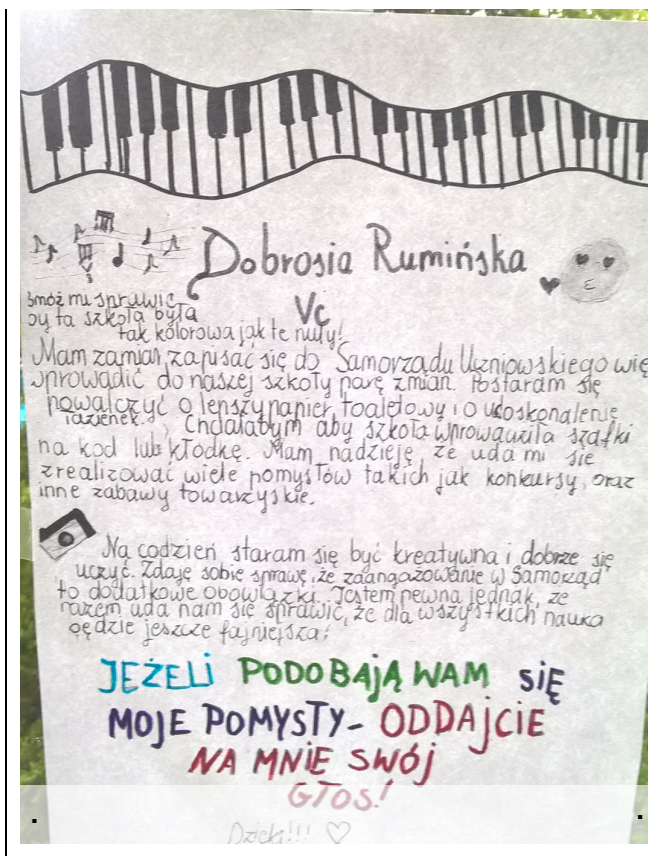 Dobrosia Rumińska
Vc
pomóż mi sprawić
by ta szkoła była
tak kolorowa jak te nuty!
Mam zamiar zapisać się do Samorządu Uczniowskiego więc
wprowadić do naszej szkoły parę zmian. Postaram się
powalczyć o lepszy papier toaletowy i o udoskonalenie
łazienek. Chciałabym aby szkoła wprowadziła szafki
na kod lub kłódkę. Mam nadzieję, że uda mi się
zrealizować wiele pomysłów takich jak konkursy, oraz
inne zabawy towarzyskie.
Na codzień staram się być kreatywna i dobrze się
uczyć. Zdaję sobie sprawę, że zaangażowanie w Samorząd
to dodatkowe obowiązki. Jestem pewna jednak, że
razem uda nam się sprawić, że dla wszystkich nauka
będzie jeszcze fajniejsza!
JEŻELI PODOBAJĄ WAM SIĘ
MOJE POMYSŁY - ODDAJCIE
NA MNIE SWÓJ
GŁOS!